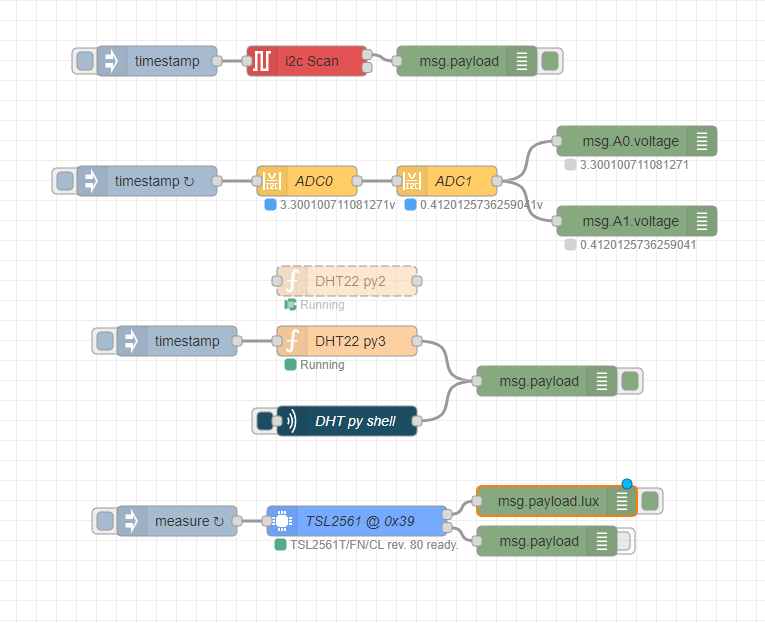 timestamp
i2c Scan
msg.payload
msg.A0.voltage
3.300100711081271
timestamp ↻
ADC0
ADC1
3.300100711081271v
0.4120125736259041v
msg.A1.voltage
0.4120125736259041
DHT22 py2
Running
timestamp
DHT22 py3
Running
msg.payload
DHT py shell
msg.payload.lux
measure ↻
TSL2561 @ 0x39
TSL2561T/FN/CL rev. 80 ready.
msg.payload